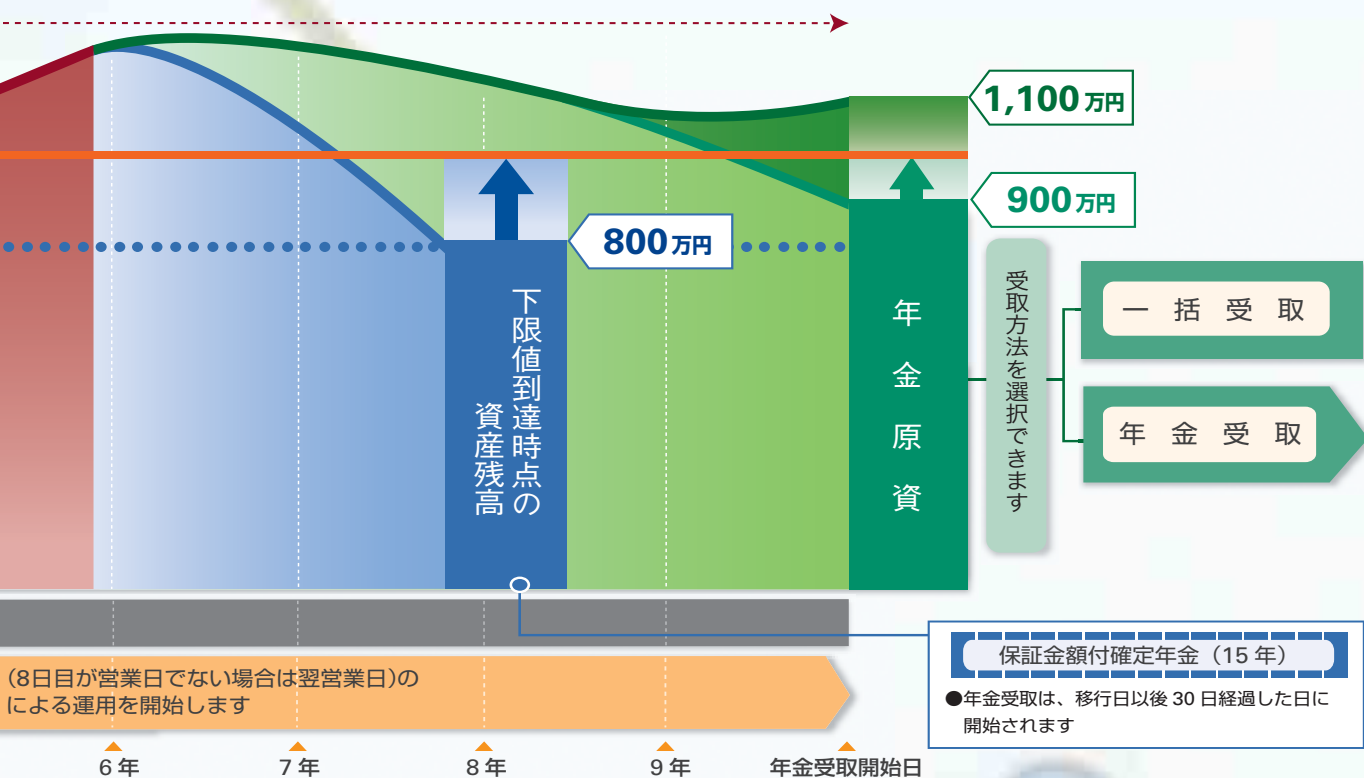 1,100万円
900万円
800万円
下限値到達時点の
資産残高
年金原資
受取方法を選択できます
一括受取
年金受取
保証金額付確定年金（15年）
●年金受取は、移行日以後30日経過した日に
開始されます
(8日目が営業日でない場合は翌営業日)の
による運用を開始します
6年
7年
8年
9年
年金受取開始日